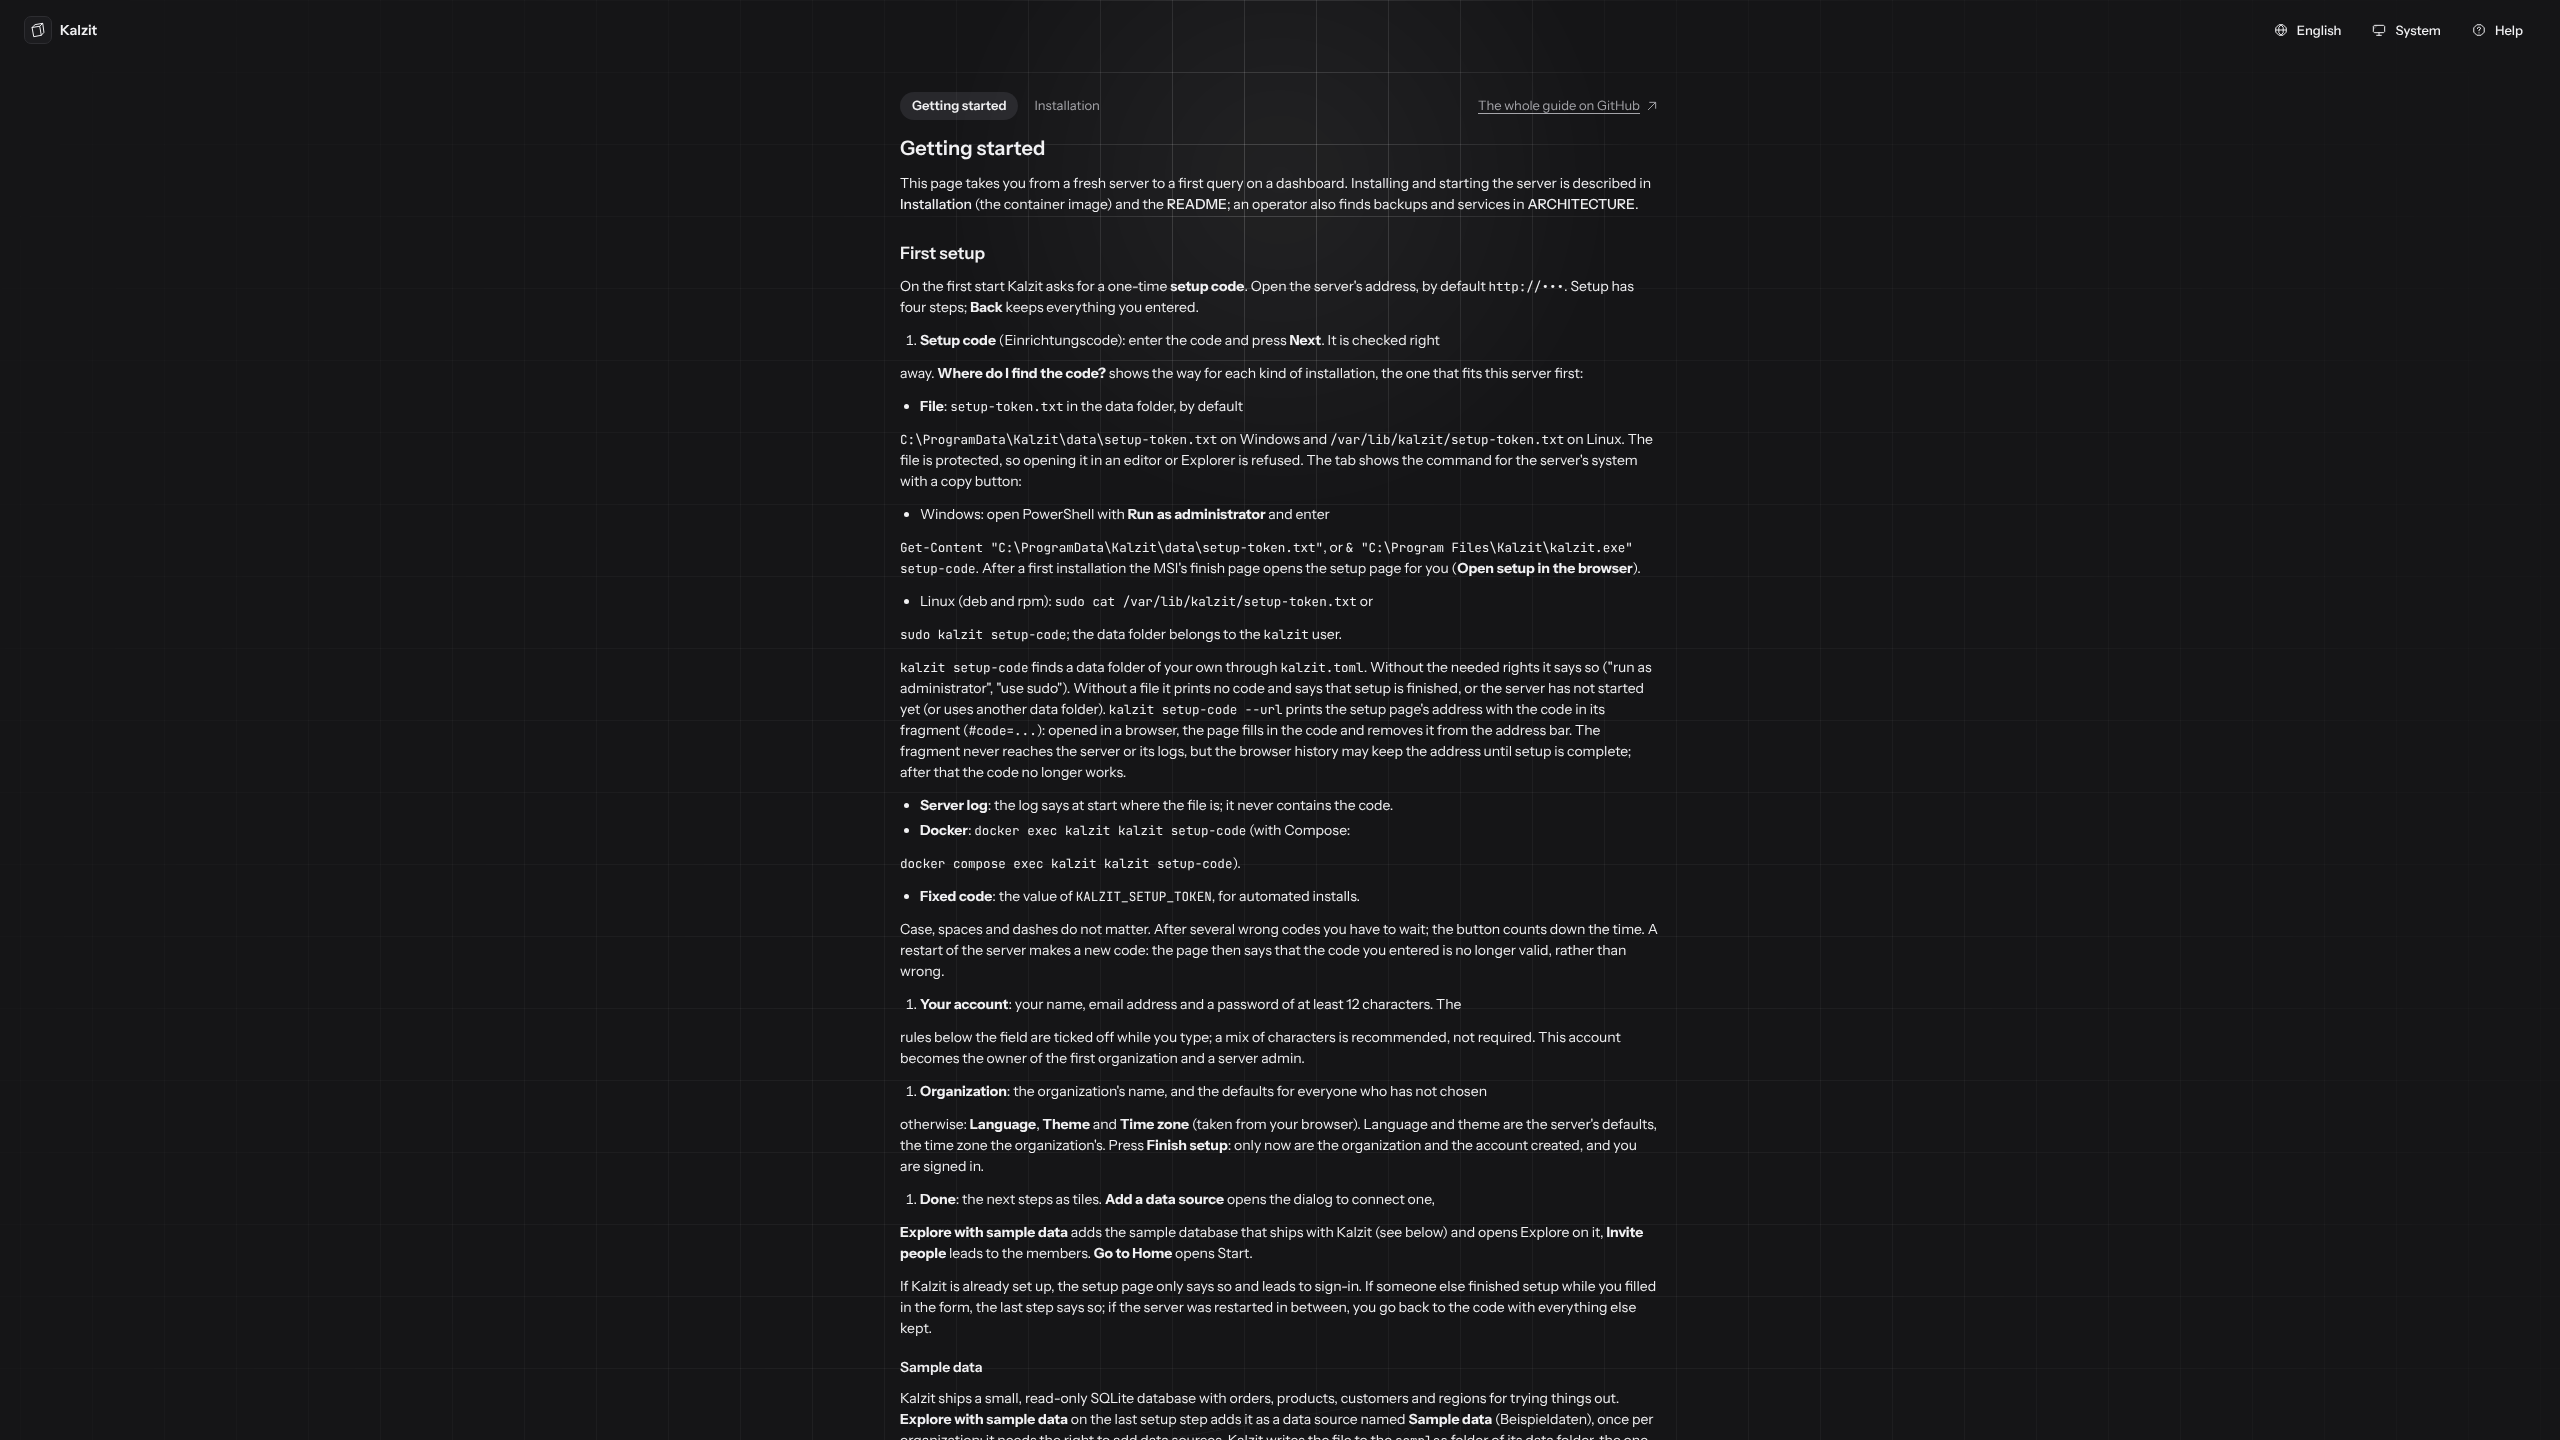 Kalzit
English
System
Help
Getting started
Installation
The whole guide on GitHub
Getting started
This page takes you from a fresh server to a first query on a dashboard. Installing and starting the server is described in
Installation (the container image) and the README; an operator also finds backups and services in ARCHITECTURE.
First setup
On the first start Kalzit asks for a one-time setup code. Open the server's address, by default http://•••. Setup has
four steps; Back keeps everything you entered.
1. Setup code (Einrichtungscode): enter the code and press Next. It is checked right
away. Where do I find the code? shows the way for each kind of installation, the one that fits this server first:
• File: setup-token.txt in the data folder, by default
C:\ProgramData\Kalzit\data\setup-token.txt on Windows and /var/lib/kalzit/setup-token.txt on Linux. The
file is protected, so opening it in an editor or Explorer is refused. The tab shows the command for the server's system
with a copy button:
• Windows: open PowerShell with Run as administrator and enter
Get-Content "C:\ProgramData\Kalzit\data\setup-token.txt", or & "C:\Program Files\Kalzit\kalzit.exe"
setup-code. After a first installation the MSI's finish page opens the setup page for you (Open setup in the browser).
• Linux (deb and rpm): sudo cat /var/lib/kalzit/setup-token.txt or
sudo kalzit setup-code; the data folder belongs to the kalzit user.
kalzit setup-code finds a data folder of your own through kalzit.toml. Without the needed rights it says so ("run as
administrator", "use sudo"). Without a file it prints no code and says that setup is finished, or the server has not started
yet (or uses another data folder). kalzit setup-code --url prints the setup page's address with the code in its
fragment (#code=...): opened in a browser, the page fills in the code and removes it from the address bar. The
fragment never reaches the server or its logs, but the browser history may keep the address until setup is complete;
after that the code no longer works.
• Server log: the log says at start where the file is; it never contains the code.
• Docker: docker exec kalzit kalzit setup-code (with Compose:
docker compose exec kalzit kalzit setup-code).
• Fixed code: the value of KALZIT_SETUP_TOKEN, for automated installs.
Case, spaces and dashes do not matter. After several wrong codes you have to wait; the button counts down the time. A
restart of the server makes a new code: the page then says that the code you entered is no longer valid, rather than
wrong.
1. Your account: your name, email address and a password of at least 12 characters. The
rules below the field are ticked off while you type; a mix of characters is recommended, not required. This account
becomes the owner of the first organization and a server admin.
1. Organization: the organization's name, and the defaults for everyone who has not chosen
otherwise: Language, Theme and Time zone (taken from your browser). Language and theme are the server's defaults,
the time zone the organization's. Press Finish setup: only now are the organization and the account created, and you
are signed in.
1. Done: the next steps as tiles. Add a data source opens the dialog to connect one,
Explore with sample data adds the sample database that ships with Kalzit (see below) and opens Explore on it, Invite
people leads to the members. Go to Home opens Start.
If Kalzit is already set up, the setup page only says so and leads to sign-in. If someone else finished setup while you filled
in the form, the last step says so; if the server was restarted in between, you go back to the code with everything else
kept.
Sample data
Kalzit ships a small, read-only SQLite database with orders, products, customers and regions for trying things out.
Explore with sample data on the last setup step adds it as a data source named Sample data (Beispieldaten), once per
organization; it needs the right to add data sources. Kalzit writes the file to the samples folder of its data folder, the one